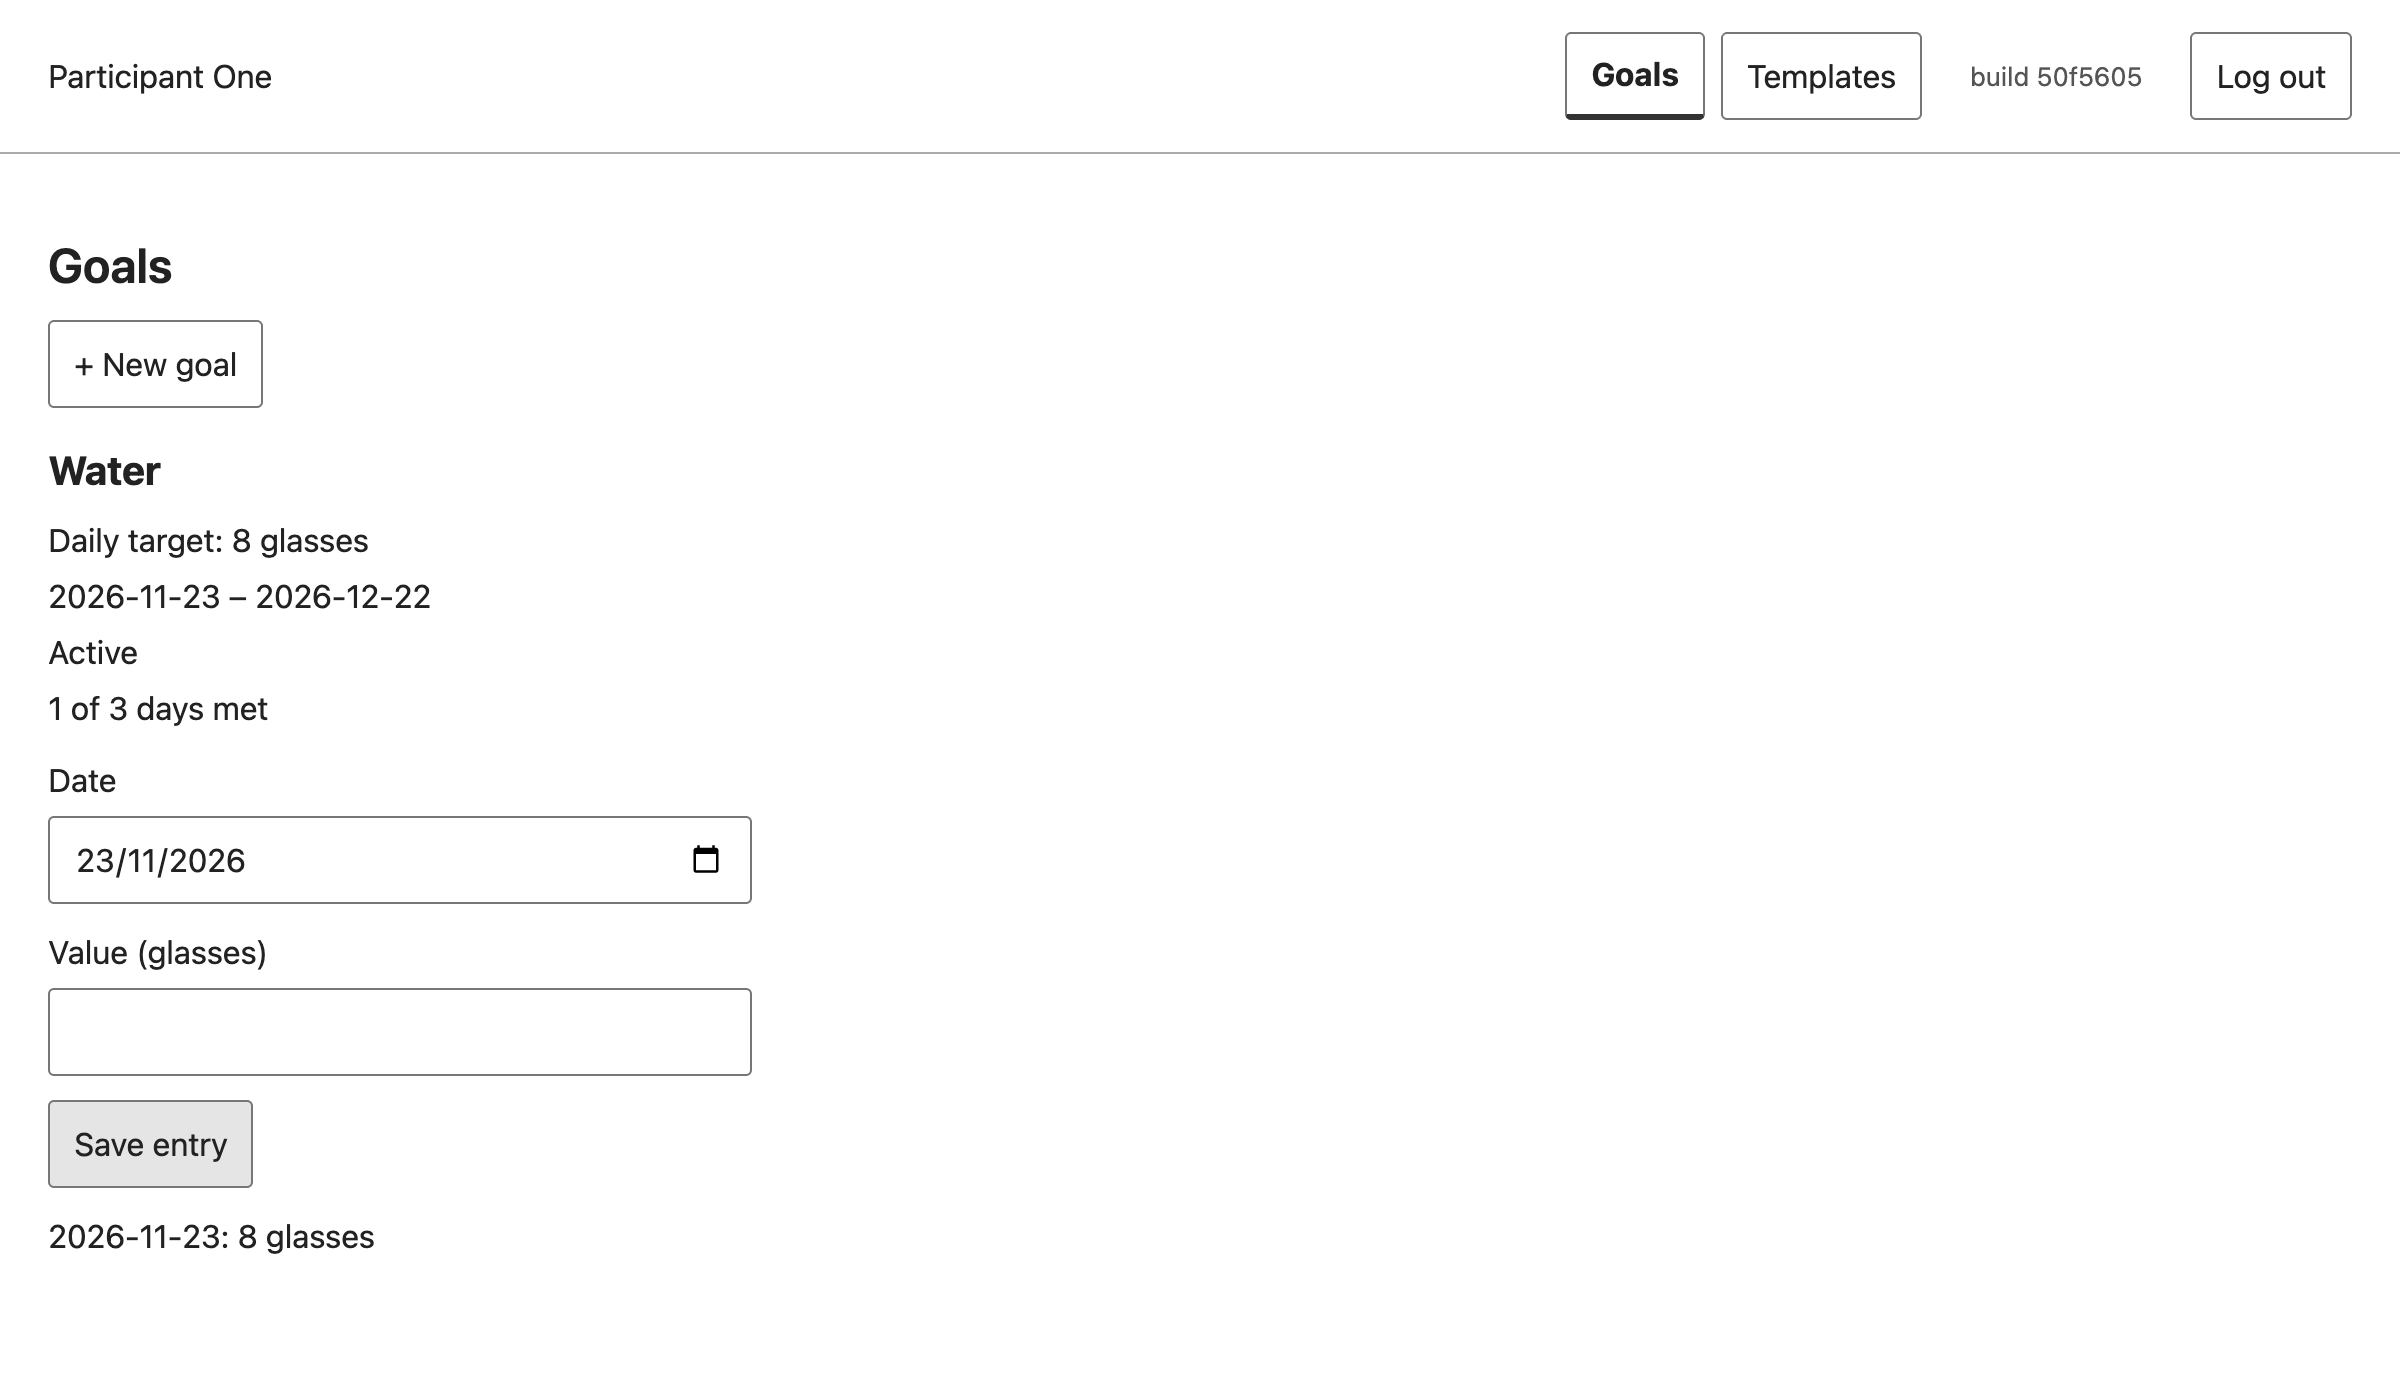 Participant One
Goals
Templates
build 50f5605
Log out
Goals
+ New goal
Water
Daily target: 8 glasses
2026-11-23 – 2026-12-22
Active
1 of 3 days met
Date
23/11/2026
Value (glasses)
Save entry
2026-11-23: 8 glasses